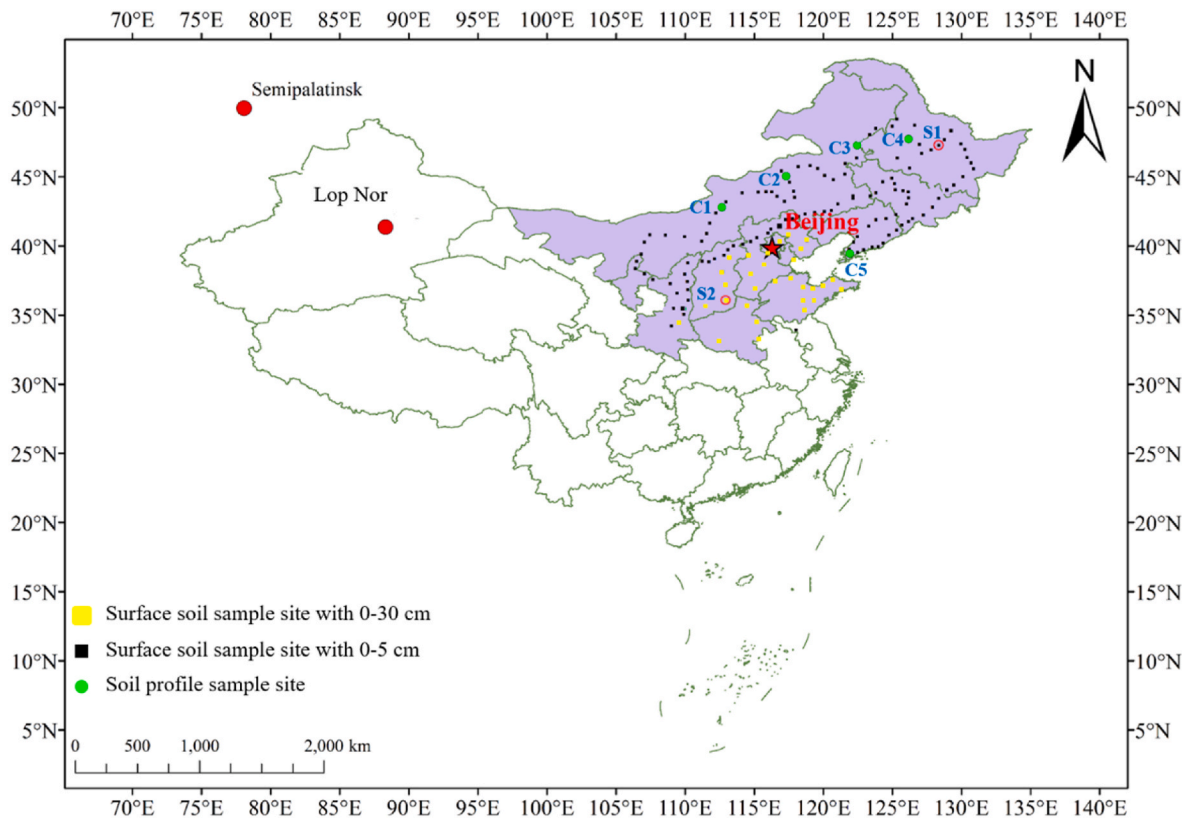 70°E 75°E 80°E 85°E 90°E 95°E 100°E 105°E 110°E 115°E 120°E 125°E 130°E 135°E 140°E
N
Semipalatinsk
50°N 50°N
S1
C4
C3
45°N 45°N
C2
Lop Nor
C1
Beijing
40°N 40°N
C5
S2
35°N 35°N
30°N 30°N
25°N 25°N
20°N 20°N
15°N 15°N
Surface soil sample site with 0-30 cm
Surface soil sample site with 0-5 cm
10°N 10°N
Soil profile sample site
5°N 5°N
0 500 1,000 2,000 km
70°E 75°E 80°E 85°E 90°E 95°E 100°E 105°E 110°E 115°E 120°E 125°E 130°E 135°E 140°E